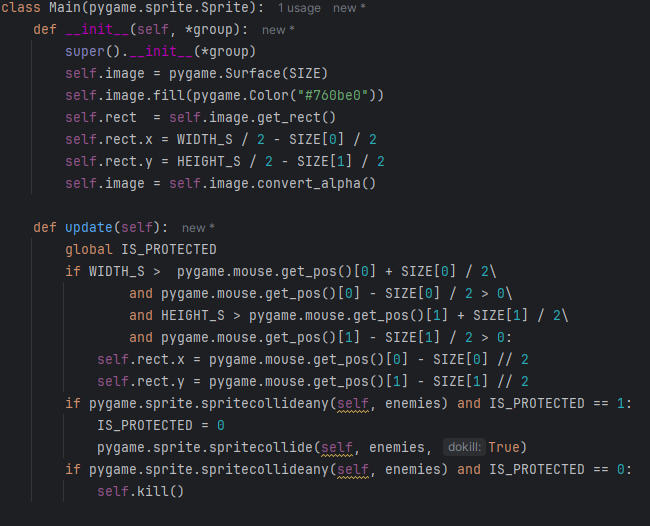 class Main(pygame.sprite.Sprite): 1 usage new *
    def __init__(self, *group): new *
        super().__init__(*group)
        self.image = pygame.Surface(SIZE)
        self.image.fill(pygame.Color("#760be0"))
        self.rect  = self.image.get_rect()
        self.rect.x = WIDTH_S / 2 - SIZE[0] / 2
        self.rect.y = HEIGHT_S / 2 - SIZE[1] / 2
        self.image = self.image.convert_alpha()

    def update(self): new *
        global IS_PROTECTED
        if WIDTH_S >  pygame.mouse.get_pos()[0] + SIZE[0] / 2\
                and pygame.mouse.get_pos()[0] - SIZE[0] / 2 > 0\
                and HEIGHT_S > pygame.mouse.get_pos()[1] + SIZE[1] / 2\
                and pygame.mouse.get_pos()[1] - SIZE[1] / 2 > 0:
            self.rect.x = pygame.mouse.get_pos()[0] - SIZE[0] // 2
            self.rect.y = pygame.mouse.get_pos()[1] - SIZE[1] // 2
        if pygame.sprite.spritecollideany(self, enemies) and IS_PROTECTED == 1:
            IS_PROTECTED = 0
            pygame.sprite.spritecollide(self, enemies, dokill: True)
        if pygame.sprite.spritecollideany(self, enemies) and IS_PROTECTED == 0:
            self.kill()